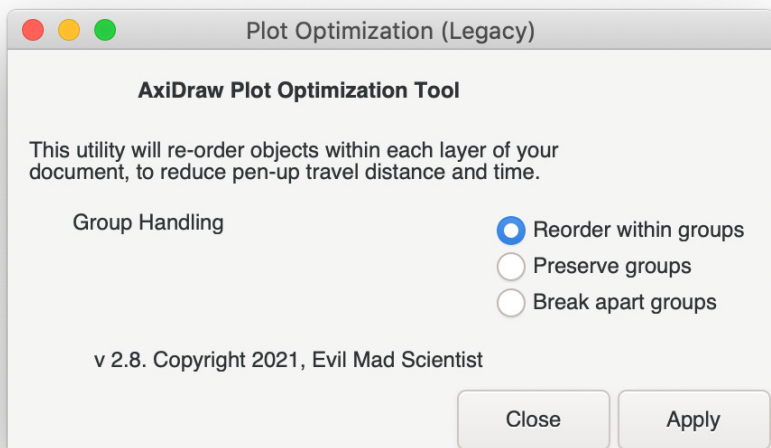 Plot Optimization (Legacy)
AxiDraw Plot Optimization Tool
This utility will re-order objects within each layer of your
document, to reduce pen-up travel distance and time.
Group Handling
Reorder within groups
Preserve groups
Break apart groups
v 2.8. Copyright 2021, Evil Mad Scientist
Close
Apply